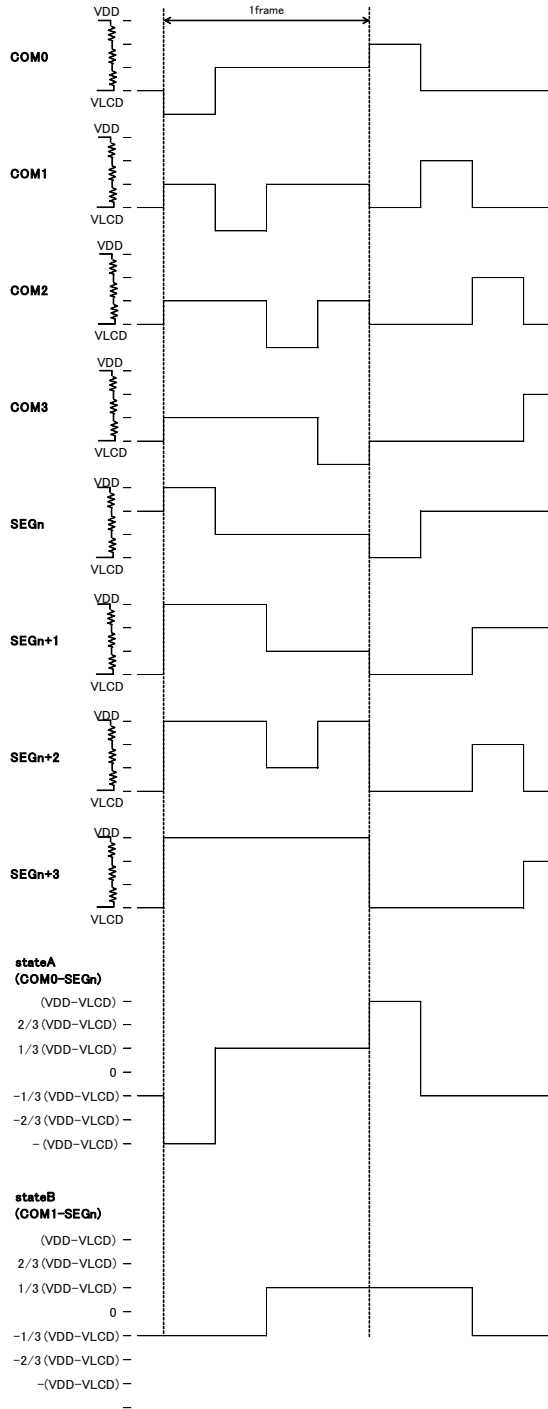 1frame
VDD
COM0
VLCD
VDD
COM1
VLCD
VDD
COM2
VLCD
VDD
COM3
VLCD
VDD
SEGn
VLCD
VDD
SEGn+1
VLCD
VDD
SEGn+2
VLCD
VDD
SEGn+3
VLCD
stateA
(COM0-SEGn)
(VDD-VLCD)
2/3(VDD-VLCD)
1/3(VDD-VLCD)
0
-1/3(VDD-VLCD)
-2/3(VDD-VLCD)
-(VDD-VLCD)
stateB
(COM1-SEGn)
(VDD-VLCD)
2/3(VDD-VLCD)
1/3(VDD-VLCD)
0
-1/3(VDD-VLCD)
-2/3(VDD-VLCD)
-(VDD-VLCD)